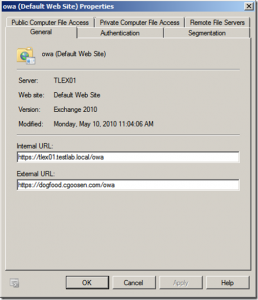 owa (Default Web Site) Properties
Public Computer File Access Private Computer File Access Remote File Servers
General Authentication Segmentation
owa (Default Web Site)
Server: TLEX01
Web site: Default Web Site
Version: Exchange 2010
Modified: Monday, May 10, 2010 11:04:06 AM
Internal URL:
https://tlex01.testlab.local/owa
External URL:
https://dogfood.cgoosen.com/owa
OK Cancel Apply Help